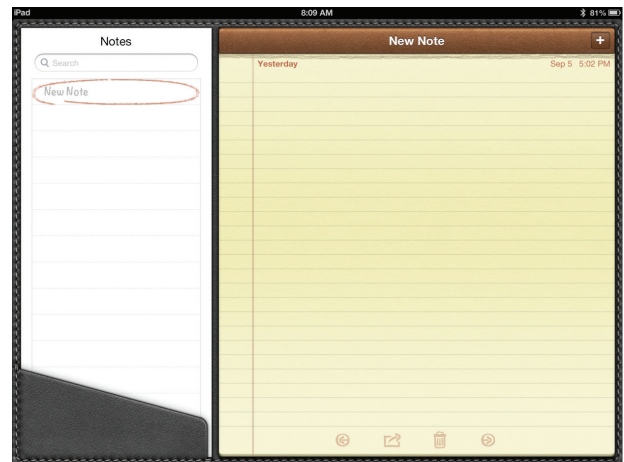 iPad 8:09 AM 81%
Notes
New Note +
Search
Yesterday Sep 5 5:02 PM
New Note